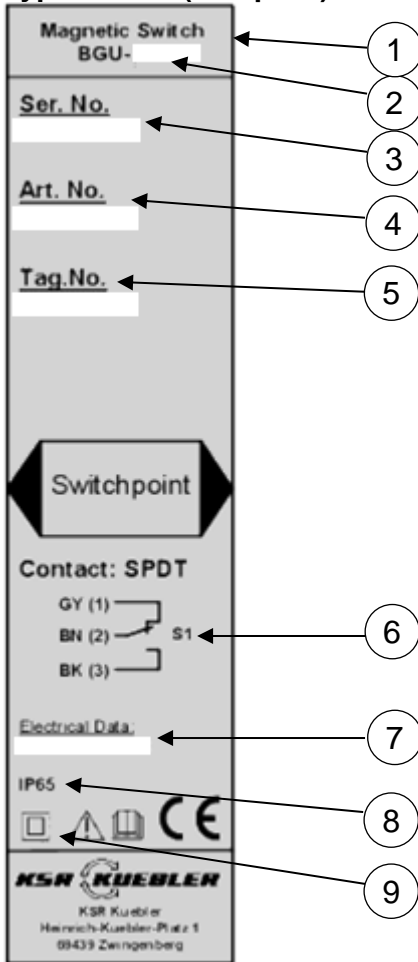 Magnetic Switch
BGU-
Ser. No.
Art. No.
Tag.No.
Switchpoint
Contact: SPDT
GY (1)
BN (2) S1
BK (3)
Electrical Data:
IP65
CE
KSR KUEBLER
KSR Kuebler
Heinrich-Kuebler-Platz 1
69439 Zwingenberg
1
2
3
4
5
6
7
8
9